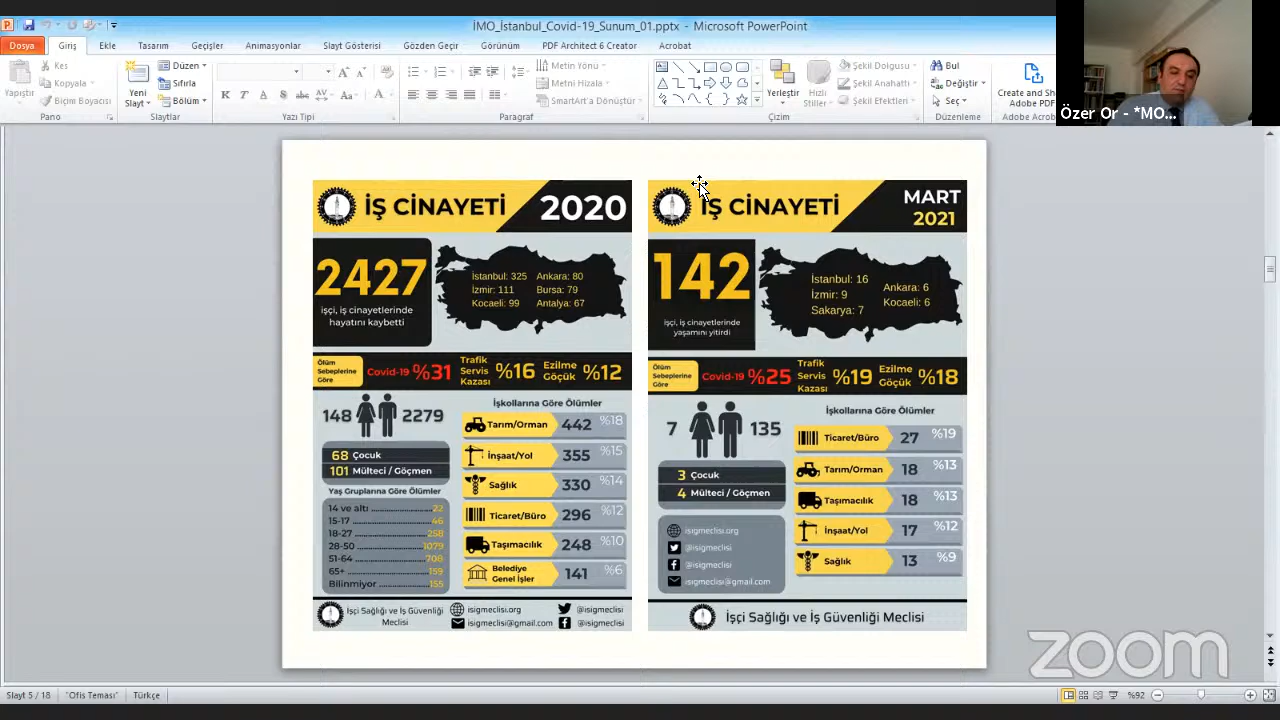 İMO_İstanbul_Covid-19_Sunum_01.pptx - Microsoft PowerPoint
Dosya Giriş Ekle Tasarım Geçişler Animasyonlar Slayt Gösterisi Gözden Geçir Görünüm PDF Architect 6 Creator Acrobat
Yapıştır
Kes
Kopyala
Biçim Boyacısı
Pano
Yeni Slayt
Düzen
Sıfırla
Bölüm
Slaytlar
Yazı Tipi
Metin Yönü
Metni Hizala
SmartArt'a Dönüştür
Paragraf
Yerleştir
Hızlı Stiller
Şekil Dolgusu
Şekil Anahattı
Şekil Efektleri
Çizim
Bul
Değiştir
Seç
Düzenleme
Create and Sh
Adobe PDF
Adobe Acrob
Özer Or - *MO...
İŞ CİNAYETİ 2020
2427
işçi, iş cinayetlerinde
hayatını kaybetti
İstanbul: 325 Ankara: 80
İzmir: 111 Bursa: 79
Kocaeli: 99 Antalya: 67
Ölüm
Sebeplerine
Göre
Covid-19 %31
Trafik
Servis
Kazası
%16
Ezilme
Göçük
%12
148 2279
68 Çocuk
101 Mülteci / Göçmen
Yaş Gruplarına Göre Ölümler
14 ve altı 22
15-17 46
18-27 258
28-50 1079
51-64 708
65+ 159
Bilinmiyor 155
İşkollarına Göre Ölümler
Tarım/Orman 442 %18
İnşaat/Yol 355 %15
Sağlık 330 %14
Ticaret/Büro 296 %12
Taşımacılık 248 %10
Belediye
Genel İşler
141 %6
İşçi Sağlığı ve İş Güvenliği
Meclisi
isigmeclisi.org @isigmeclisi
isigmeclisi@gmail.com @isigmeclisi
İŞ CİNAYETİ MART
2021
142
işçi, iş cinayetlerinde
yaşamını yitirdi
İstanbul: 16
İzmir: 9
Sakarya: 7
Ankara: 6
Kocaeli: 6
Ölüm
Sebeplerine
Göre
Covid-19 %25
Trafik
Servis
Kazası
%19
Ezilme
Göçük
%18
7 135
3 Çocuk
4 Mülteci / Göçmen
isigmeclisi.org
@isigmeclisi
@isigmeclisi
isigmeclisi@gmail.com
İşkollarına Göre Ölümler
Ticaret/Büro 27 %19
Tarım/Orman 18 %13
Taşımacılık 18 %13
İnşaat/Yol 17 %12
Sağlık 13 %9
İşçi Sağlığı ve İş Güvenliği Meclisi
zoom
Slayt 5 / 18 "Ofis Teması" Türkçe %92